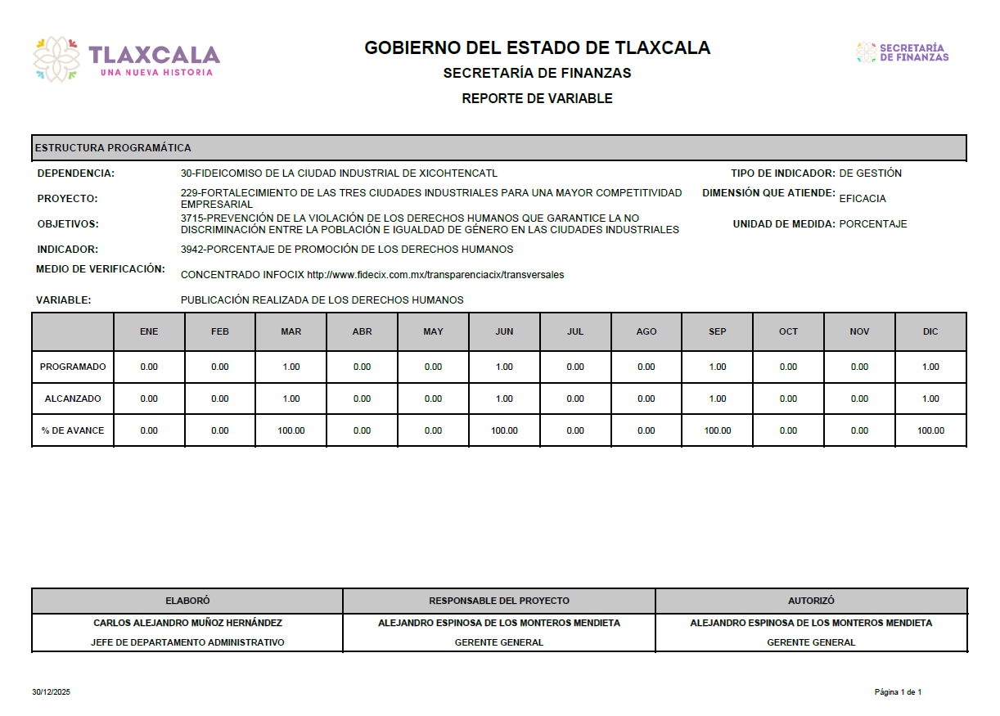 TLAXCALA
UNA NUEVA HISTORIA
GOBIERNO DEL ESTADO DE TLAXCALA
SECRETARÍA DE FINANZAS
REPORTE DE VARIABLE
SECRETARÍA
DE FINANZAS
ESTRUCTURA PROGRAMÁTICA
DEPENDENCIA: 30-FIDEICOMISO DE LA CIUDAD INDUSTRIAL DE XICOHTENCATL TIPO DE INDICADOR: DE GESTIÓN
PROYECTO: 229-FORTALECIMIENTO DE LAS TRES CIUDADES INDUSTRIALES PARA UNA MAYOR COMPETITIVIDAD
EMPRESARIAL
DIMENSIÓN QUE ATIENDE: EFICACIA
OBJETIVOS: 3715-PREVENCIÓN DE LA VIOLACIÓN DE LOS DERECHOS HUMANOS QUE GARANTICE LA NO
DISCRIMINACIÓN ENTRE LA POBLACIÓN E IGUALDAD DE GÉNERO EN LAS CIUDADES INDUSTRIALES
UNIDAD DE MEDIDA: PORCENTAJE
INDICADOR: 3942-PORCENTAJE DE PROMOCIÓN DE LOS DERECHOS HUMANOS
MEDIO DE VERIFICACIÓN: CONCENTRADO INFOCIX http://www.fidecix.com.mx/transparenciacix/transversales
VARIABLE: PUBLICACIÓN REALIZADA DE LOS DERECHOS HUMANOS
ENE FEB MAR ABR MAY JUN JUL AGO SEP OCT NOV DIC
PROGRAMADO 0.00 0.00 1.00 0.00 0.00 1.00 0.00 0.00 1.00 0.00 0.00 1.00
ALCANZADO 0.00 0.00 1.00 0.00 0.00 1.00 0.00 0.00 1.00 0.00 0.00 1.00
% DE AVANCE 0.00 0.00 100.00 0.00 0.00 100.00 0.00 0.00 100.00 0.00 0.00 100.00
ELABORÓ RESPONSABLE DEL PROYECTO AUTORIZÓ
CARLOS ALEJANDRO MUÑOZ HERNÁNDEZ ALEJANDRO ESPINOSA DE LOS MONTEROS MENDIETA ALEJANDRO ESPINOSA DE LOS MONTEROS MENDIETA
JEFE DE DEPARTAMENTO ADMINISTRATIVO GERENTE GENERAL GERENTE GENERAL
30/12/2025 Página 1 de 1